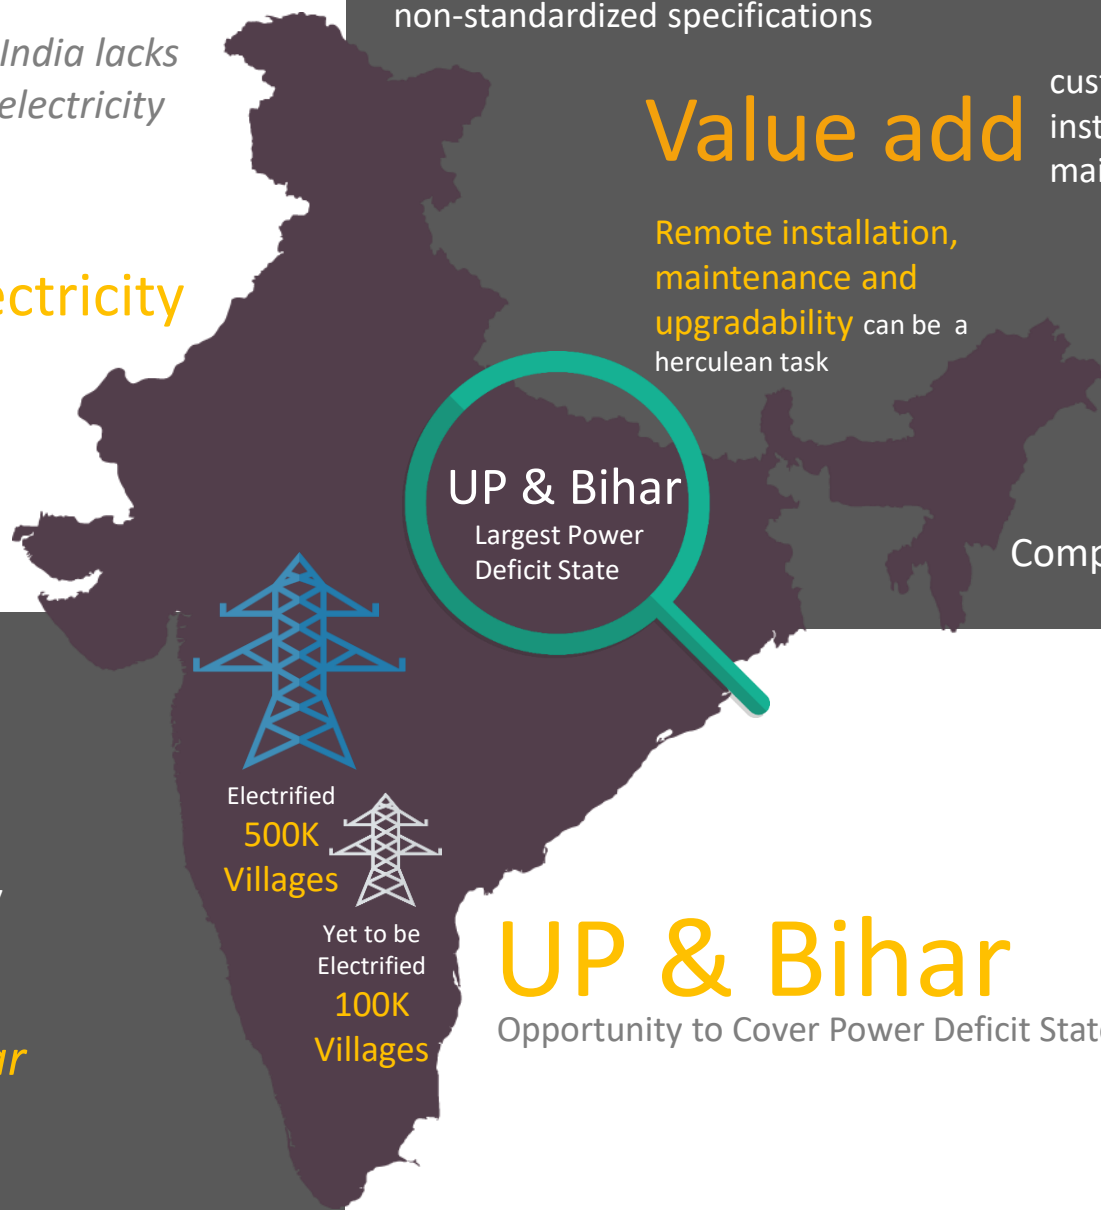 non-standardized specifications
India lacks
electricity
Value add
Remote installation,
maintenance and
upgradability can be a
herculean task
UP & Bihar
Largest Power
Deficit State
Electrified
500K
Villages
Yet to be
Electrified
100K
Villages
UP & Bihar
Opportunity to Cover Power Deficit